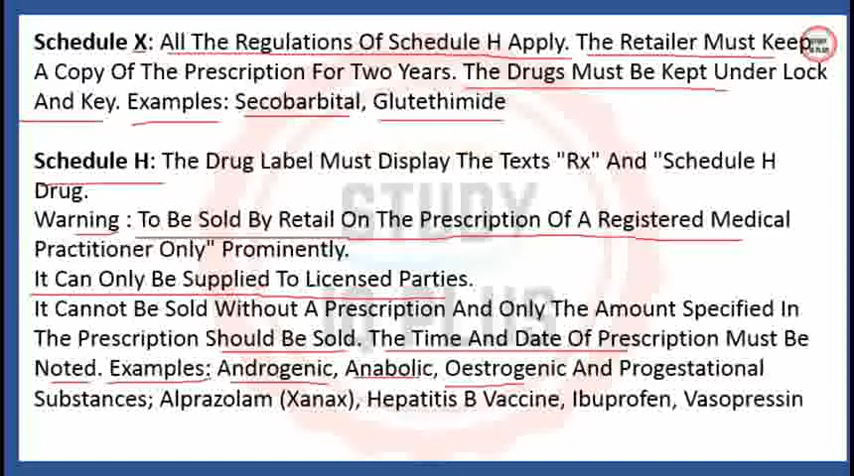 Schedule X: All The Regulations Of Schedule H Apply. The Retailer Must Keep
A Copy Of The Prescription For Two Years. The Drugs Must Be Kept Under Lock
And Key. Examples: Secobarbital, Glutethimide
Schedule H: The Drug Label Must Display The Texts "Rx" And "Schedule H
Drug.
Warning : To Be Sold By Retail On The Prescription Of A Registered Medical
Practitioner Only" Prominently.
It Can Only Be Supplied To Licensed Parties.
It Cannot Be Sold Without A Prescription And Only The Amount Specified In
The Prescription Should Be Sold. The Time And Date Of Prescription Must Be
Noted. Examples: Androgenic, Anabolic, Oestrogenic And Progestational
Substances; Alprazolam (Xanax), Hepatitis B Vaccine, Ibuprofen, Vasopressin
STUDY
IQ PLUS